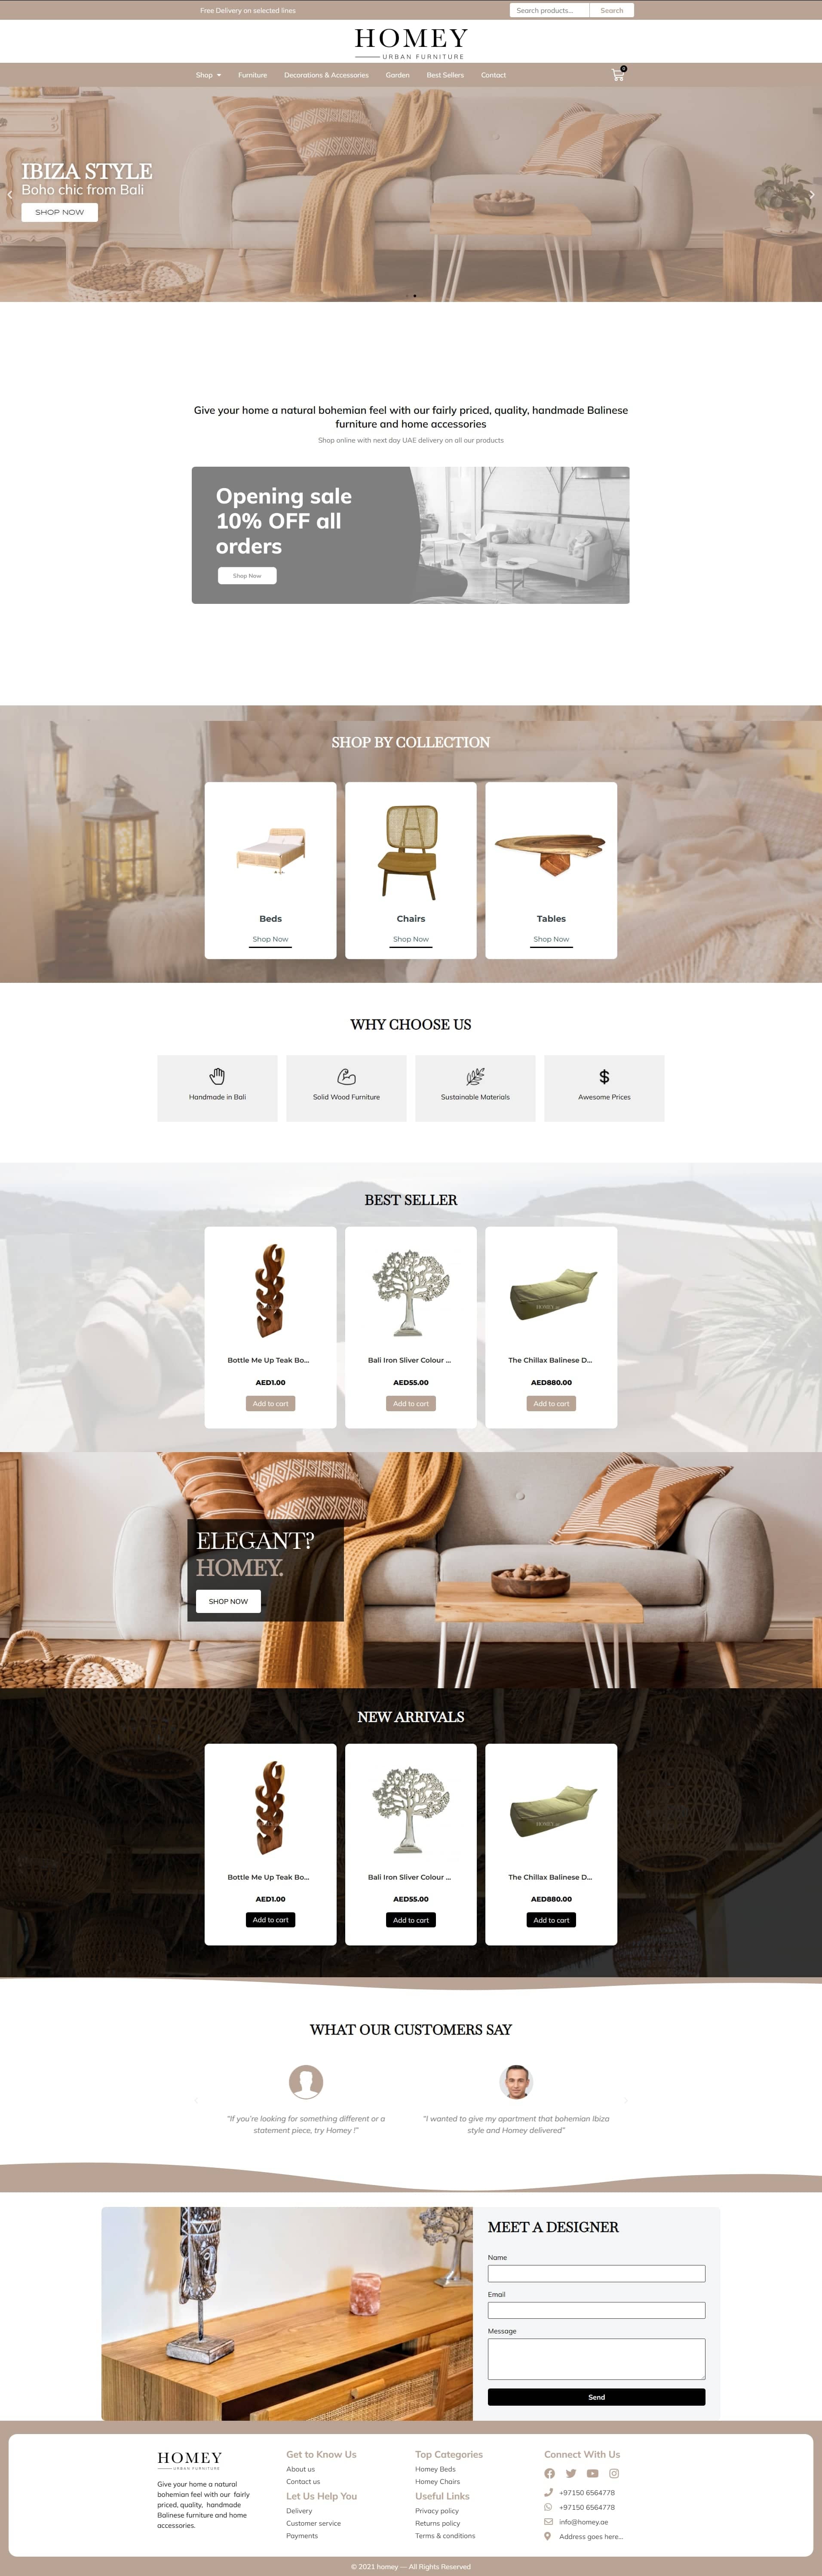 Free Delivery on selected lines
Search products...
Search
HOMEY
URBAN FURNITURE
Shop
Furniture
Decorations & Accessories
Garden
Best Sellers
Contact
0
IBIZA STYLE
Boho chic from Bali
SHOP NOW
Give your home a natural bohemian feel with our fairly priced, quality, handmade Balinese
furniture and home accessories
Shop online with next day UAE delivery on all our products
Opening sale
10% OFF all
orders
Shop Now
SHOP BY COLLECTION
Beds
Chairs
Tables
Shop Now
Shop Now
Shop Now
WHY CHOOSE US
Handmade in Bali
Solid Wood Furniture
Sustainable Materials
Awesome Prices
BEST SELLER
HOMEY
Bottle Me Up Teak Bo...
Bali Iron Sliver Colour ...
The Chillax Balinese D...
AED1.00
AED55.00
AED880.00
Add to cart
Add to cart
Add to cart
ELEGANT?
HOMEY.
SHOP NOW
NEW ARRIVALS
HOMEY
Bottle Me Up Teak Bo...
Bali Iron Sliver Colour ...
The Chillax Balinese D...
AED1.00
AED55.00
AED880.00
Add to cart
Add to cart
Add to cart
WHAT OUR CUSTOMERS SAY
"If you're looking for something different or a
statement piece, try Homey !"
"I wanted to give my apartment that bohemian Ibiza
style and Homey delivered"
MEET A DESIGNER
Name
Email
Message
Send
HOMEY
URBAN FURNITURE
Give your home a natural
bohemian feel with our fairly
priced, quality, handmade
Balinese furniture and home
accessories.
Get to Know Us
About us
Contact us
Let Us Help You
Delivery
Customer service
Payments
Top Categories
Homey Beds
Homey Chairs
Useful Links
Privacy policy
Returns policy
Terms & conditions
Connect With Us
+97150 6564778
+97150 6564778
info@homey.ae
Address goes here...
© 2021 homey — All Rights Reserved